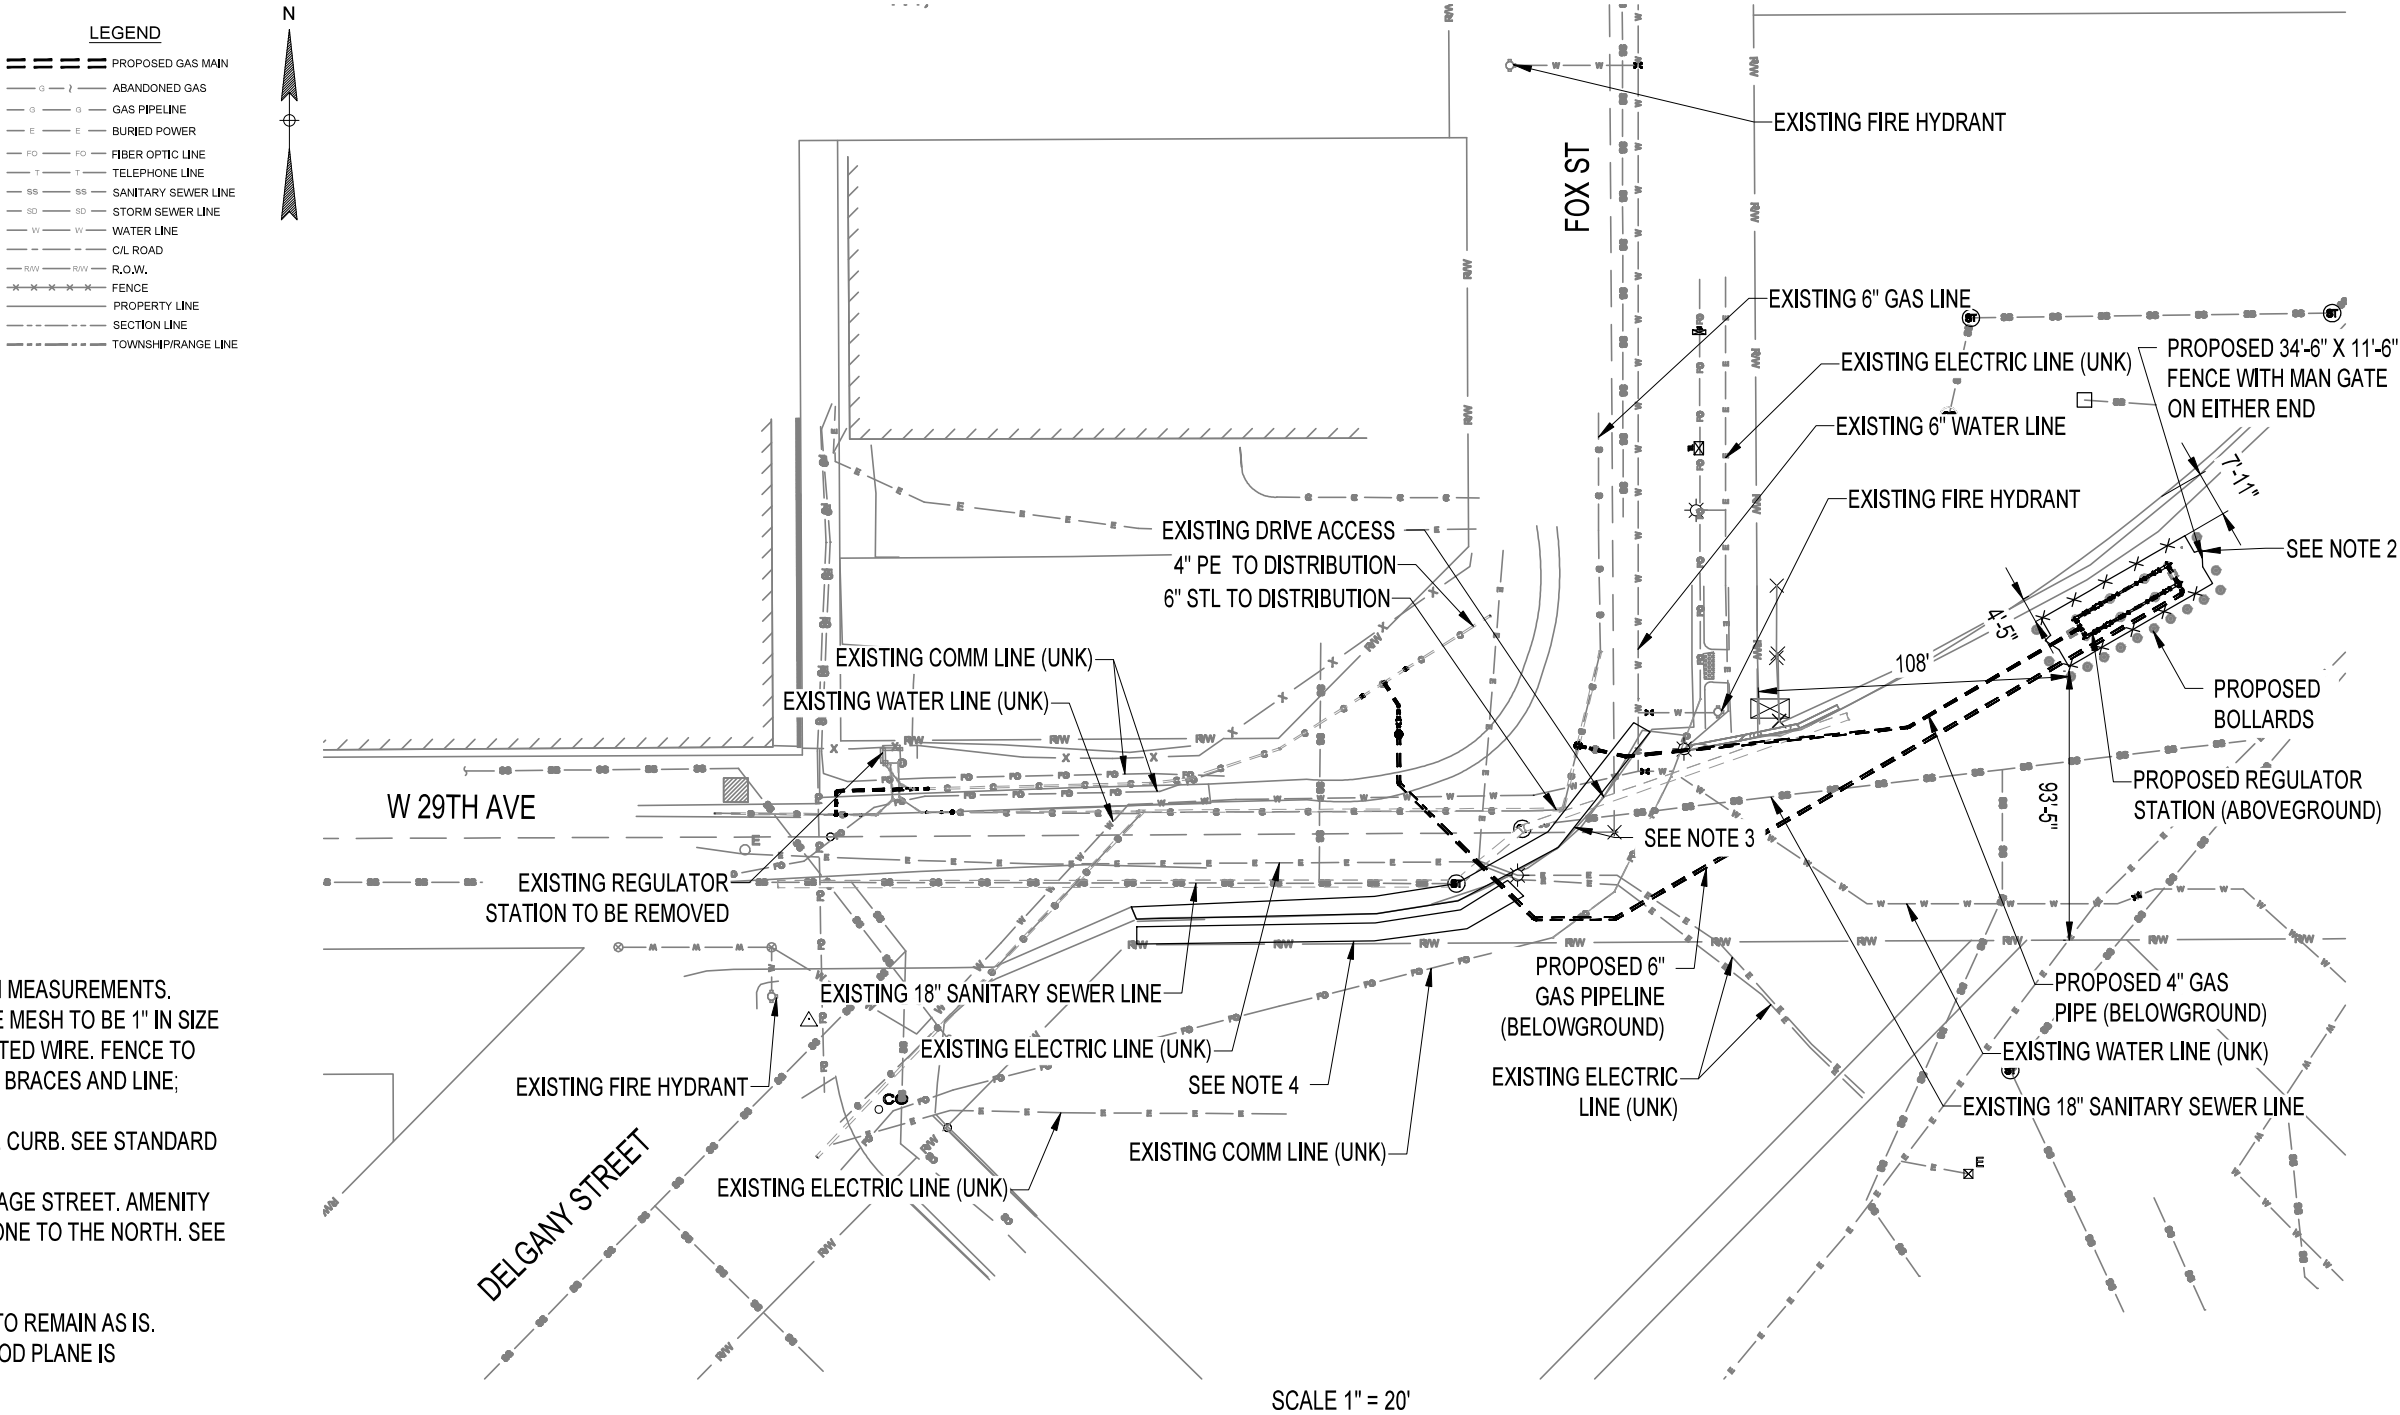 LEGEND
PROPOSED GAS MAIN
ABANDONED GAS
GAS PIPELINE
BURIED POWER
FIBER OPTIC LINE
TELEPHONE LINE
SANITARY SEWER LINE
STORM SEWER LINE
WATER LINE
C/L ROAD
R.O.W.
FENCE
PROPERTY LINE
SECTION LINE
TOWNSHIP/RANGE LINE
N
FOX ST
EXISTING FIRE HYDRANT
EXISTING 6" GAS LINE
EXISTING ELECTRIC LINE (UNK)
EXISTING 6" WATER LINE
EXISTING FIRE HYDRANT
PROPOSED 34'-6" X 11'-6"
FENCE WITH MAN GATE
ON EITHER END
7'-11"
SEE NOTE 2
4'-5"
108'
PROPOSED
BOLLARDS
PROPOSED REGULATOR
STATION (ABOVEGROUND)
93'-5"
EXISTING DRIVE ACCESS
4" PE TO DISTRIBUTION
6" STL TO DISTRIBUTION
EXISTING COMM LINE (UNK)
EXISTING WATER LINE (UNK)
W 29TH AVE
EXISTING REGULATOR
STATION TO BE REMOVED
SEE NOTE 3
PROPOSED 6"
GAS PIPELINE
(BELOWGROUND)
PROPOSED 4" GAS
PIPE (BELOWGROUND)
EXISTING WATER LINE (UNK)
EXISTING 18" SANITARY SEWER LINE
EXISTING ELECTRIC
LINE (UNK)
EXISTING 18" SANITARY SEWER LINE
EXISTING ELECTRIC LINE (UNK)
SEE NOTE 4
EXISTING FIRE HYDRANT
EXISTING COMM LINE (UNK)
EXISTING ELECTRIC LINE (UNK)
DELGANY STREET
MEASUREMENTS.
MESH TO BE 1" IN SIZE
WIRE. FENCE TO
BRACES AND LINE;
CURB. SEE STANDARD
STREET. AMENITY
TO THE NORTH. SEE
TO REMAIN AS IS.
PLANE IS
SCALE 1" = 20'